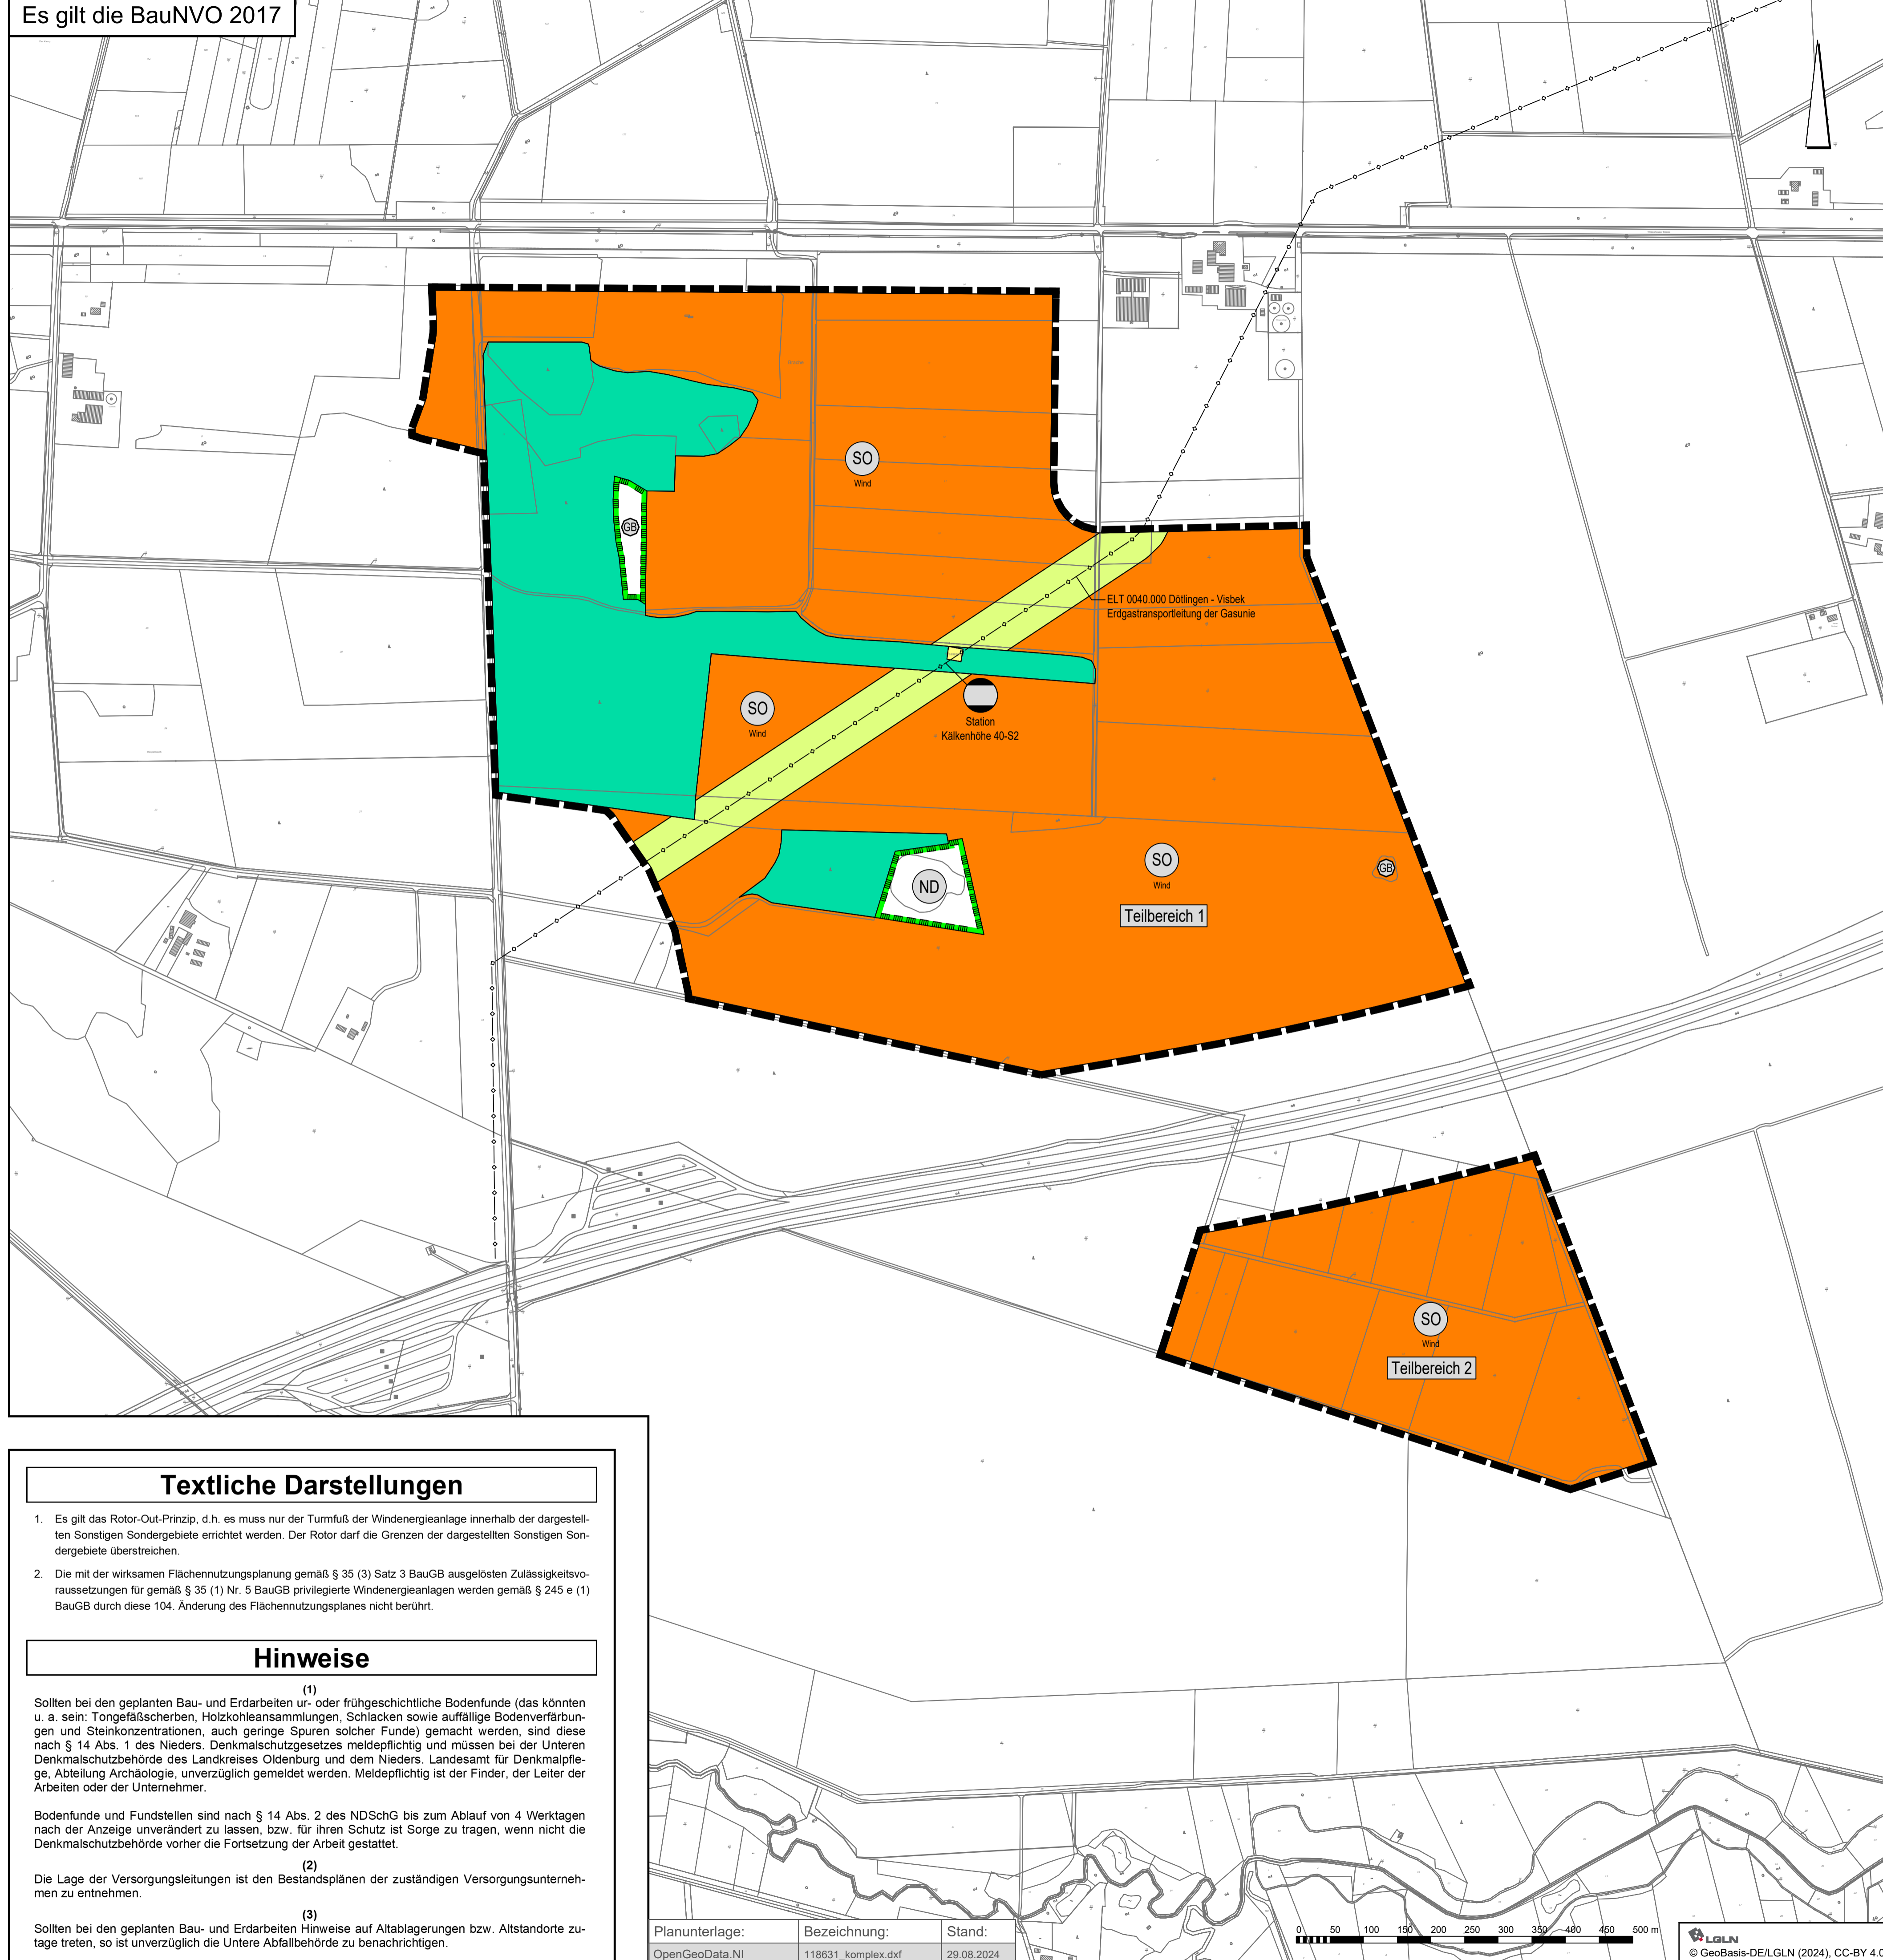 Es gilt die BauNVO 2017
SO
Wind
GB
ELT 0040.000 Dötlingen - Visbek
Erdgastransportleitung der Gasunie
SO
Wind
Station
Kälkenhöhe 40-S2
SO
Wind
GB
ND
Teilbereich 1
SO
Wind
Teilbereich 2
Textliche Darstellungen
1. Es gilt das Rotor-Out-Prinzip, d.h. es muss nur der Turmfuß der Windenergieanlage innerhalb der dargestell-
ten Sonstigen Sondergebiete errichtet werden. Der Rotor darf die Grenzen der dargestellten Sonstigen Son-
dergebiete überstreichen.
2. Die mit der wirksamen Flächennutzungsplanung gemäß § 35 (3) Satz 3 BauGB ausgelösten Zulässigkeitsvo-
raussetzungen für gemäß § 35 (1) Nr. 5 BauGB privilegierte Windenergieanlagen werden gemäß § 245 e (1)
BauGB durch diese 104. Änderung des Flächennutzungsplanes nicht berührt.
Hinweise
(1)
Sollten bei den geplanten Bau- und Erdarbeiten ur- oder frühgeschichtliche Bodenfunde (das könnten
u. a. sein: Tongefäßscherben, Holzkohleansammlungen, Schlacken sowie auffällige Bodenverfärbun-
gen und Steinkonzentrationen, auch geringe Spuren solcher Funde) gemacht werden, sind diese
nach § 14 Abs. 1 des Nieders. Denkmalschutzgesetzes meldepflichtig und müssen bei der Unteren
Denkmalschutzbehörde des Landkreises Oldenburg und dem Nieders. Landesamt für Denkmalpfle-
ge, Abteilung Archäologie, unverzüglich gemeldet werden. Meldepflichtig ist der Finder, der Leiter der
Arbeiten oder der Unternehmer.
Bodenfunde und Fundstellen sind nach § 14 Abs. 2 des NDSchG bis zum Ablauf von 4 Werktagen
nach der Anzeige unverändert zu lassen, bzw. für ihren Schutz ist Sorge zu tragen, wenn nicht die
Denkmalschutzbehörde vorher die Fortsetzung der Arbeit gestattet.
(2)
Die Lage der Versorgungsleitungen ist den Bestandsplänen der zuständigen Versorgungsunterneh-
men zu entnehmen.
(3)
Sollten bei den geplanten Bau- und Erdarbeiten Hinweise auf Altablagerungen bzw. Altstandorte zu-
tage treten, so ist unverzüglich die Untere Abfallbehörde zu benachrichtigen.
Planunterlage: Bezeichnung: Stand:
OpenGeoData.NI 118631_komplex.dxf 29.08.2024
0 50 100 150 200 250 300 350 400 450 500 m
LGLN
© GeoBasis-DE/LGLN (2024), CC-BY 4.0